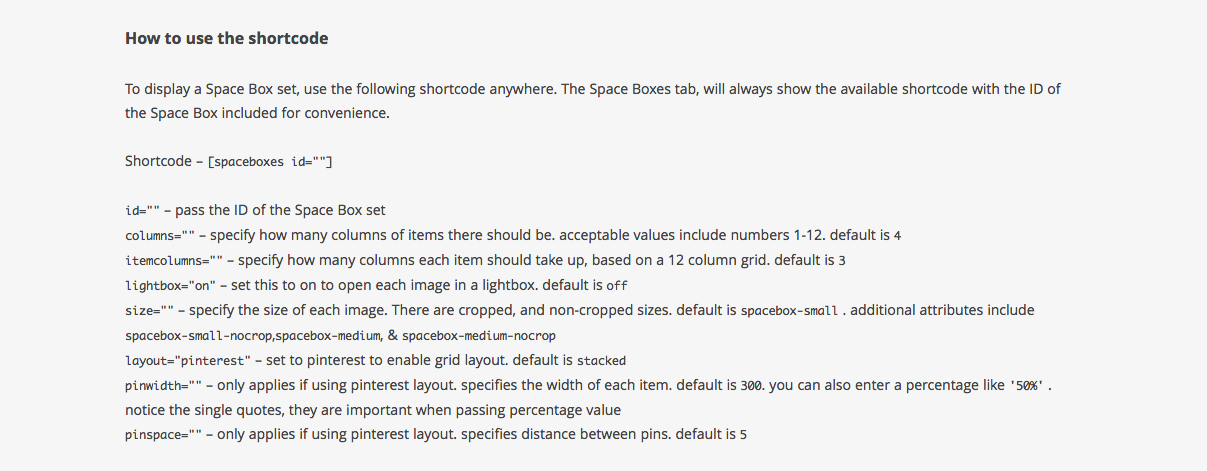 How to use the shortcode
To display a Space Box set, use the following shortcode anywhere. The Space Boxes tab, will always show the available shortcode with the ID of
the Space Box included for convenience.
Shortcode – [spaceboxes id=""]
id="" – pass the ID of the Space Box set
columns="" – specify how many columns of items there should be. acceptable values include numbers 1-12. default is 4
itemcolumns="" – specify how many columns each item should take up, based on a 12 column grid. default is 3
lightbox="on" – set this to on to open each image in a lightbox. default is off
size="" – specify the size of each image. There are cropped, and non-cropped sizes. default is spacebox-small . additional attributes include
spacebox-small-nocrop,spacebox-medium, & spacebox-medium-nocrop
layout="pinterest" – set to pinterest to enable grid layout. default is stacked
pinwidth="" – only applies if using pinterest layout. specifies the width of each item. default is 300. you can also enter a percentage like '50%' .
notice the single quotes, they are important when passing percentage value
pinspace="" – only applies if using pinterest layout. specifies distance between pins. default is 5